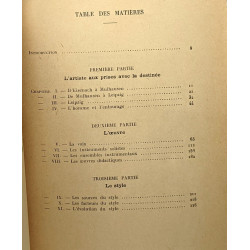 TABLE DES MATIÈRES
INTRODUCTION
PREMIÈRE PARTIE
L'artiste aux prises avec la destinée
CHAPITRE I. D'Eisenach à Mulhausen
— II. De Mulhausen à Leipzig
— III. Leipzig
— IV. L'homme et l'entourage
DEUXIÈME PARTIE
L'œuvre
— V. La voix
— VI. Les instruments solistes
— VII. Les ensembles instrumentaux
— VIII. Les œuvres didactiques
TROISIÈME PARTIE
Le style
— IX. Les sources du style
— X. Les facteurs du style
— XI. L'évolution du style